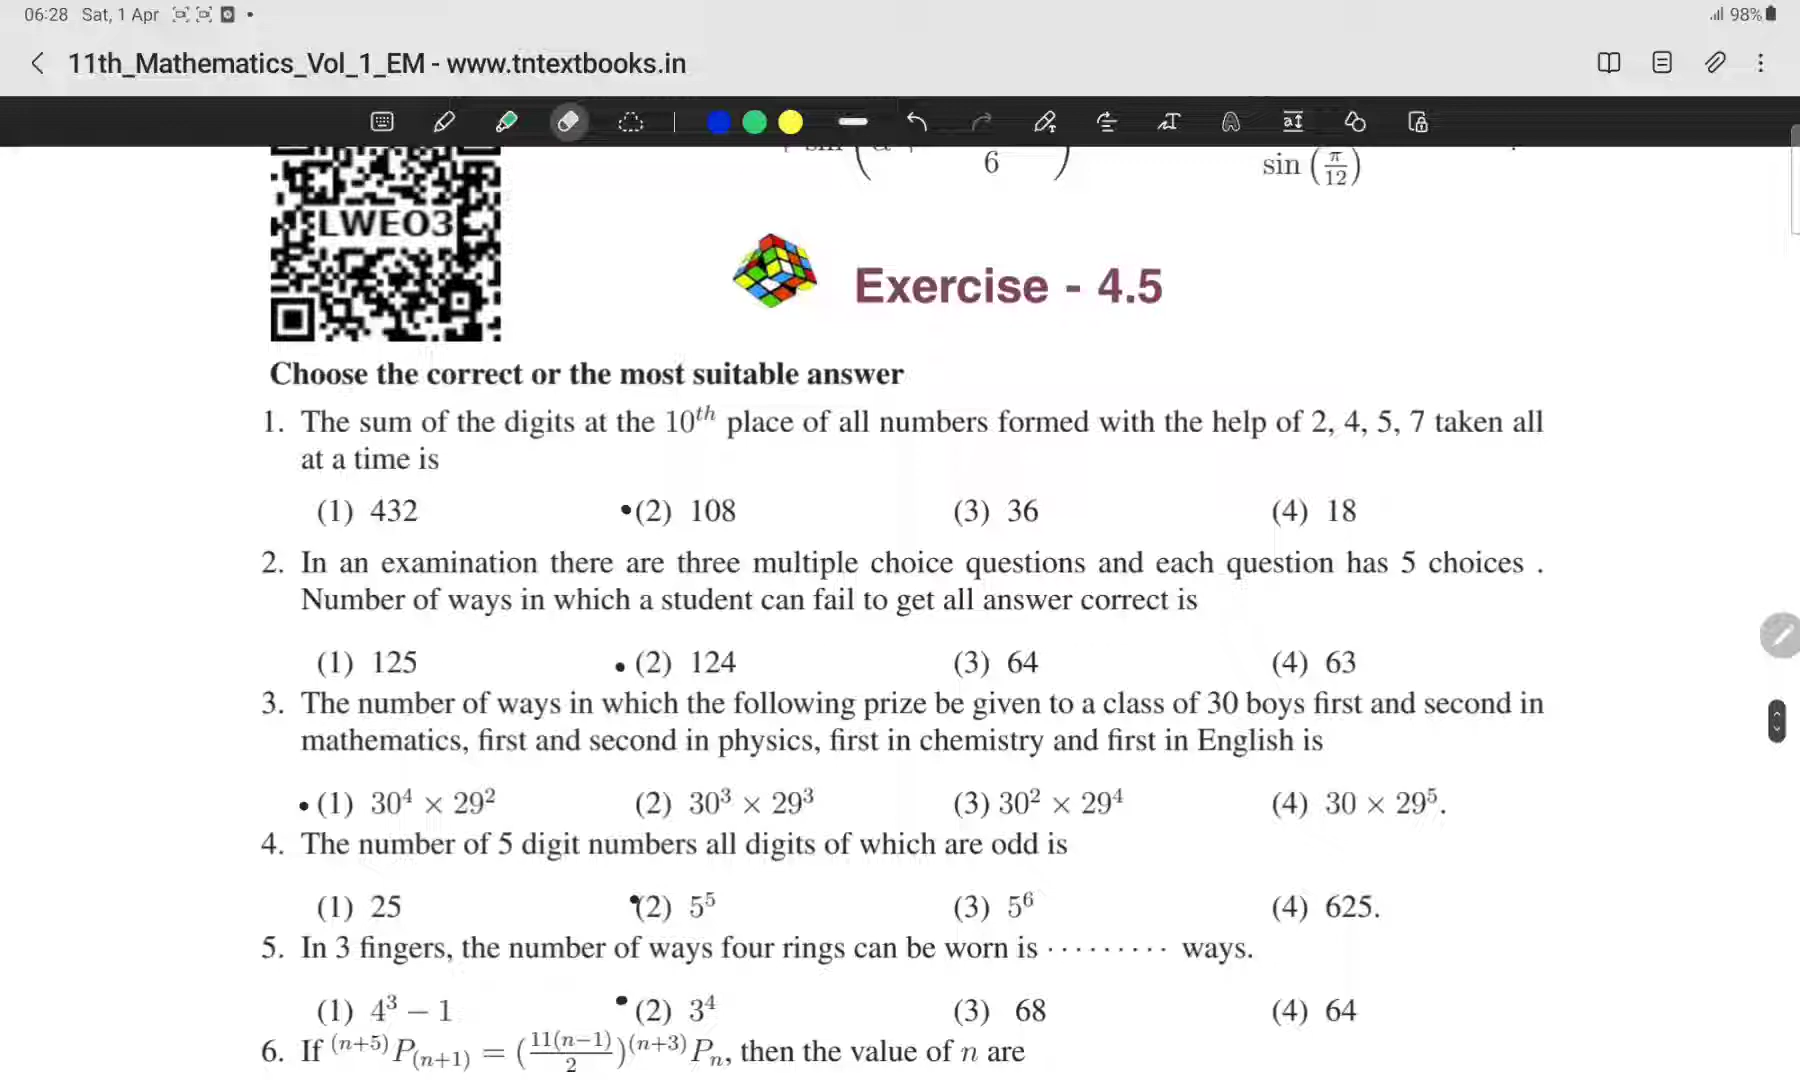 06:28 Sat, 1 Apr
98%
11th_Mathematics_Vol_1_EM - www.tntextbooks.in
6
sin (π/12)
LWEO3
Exercise - 4.5
Choose the correct or the most suitable answer
1. The sum of the digits at the 10^th place of all numbers formed with the help of 2, 4, 5, 7 taken all
at a time is
(1) 432 •(2) 108 (3) 36 (4) 18
2. In an examination there are three multiple choice questions and each question has 5 choices .
Number of ways in which a student can fail to get all answer correct is
(1) 125 • (2) 124 (3) 64 (4) 63
3. The number of ways in which the following prize be given to a class of 30 boys first and second in
mathematics, first and second in physics, first in chemistry and first in English is
• (1) 30⁴ × 29² (2) 30³ × 29³ (3) 30² × 29⁴ (4) 30 × 29⁵.
4. The number of 5 digit numbers all digits of which are odd is
(1) 25 •(2) 5⁵ (3) 5⁶ (4) 625.
5. In 3 fingers, the number of ways four rings can be worn is · · · · · · · · · ways.
(1) 4³ − 1 • (2) 3⁴ (3) 68 (4) 64
6. If ^(n+5)P_(n+1) = (11(n−1)/2)^(n+3)P_n, then the value of n are